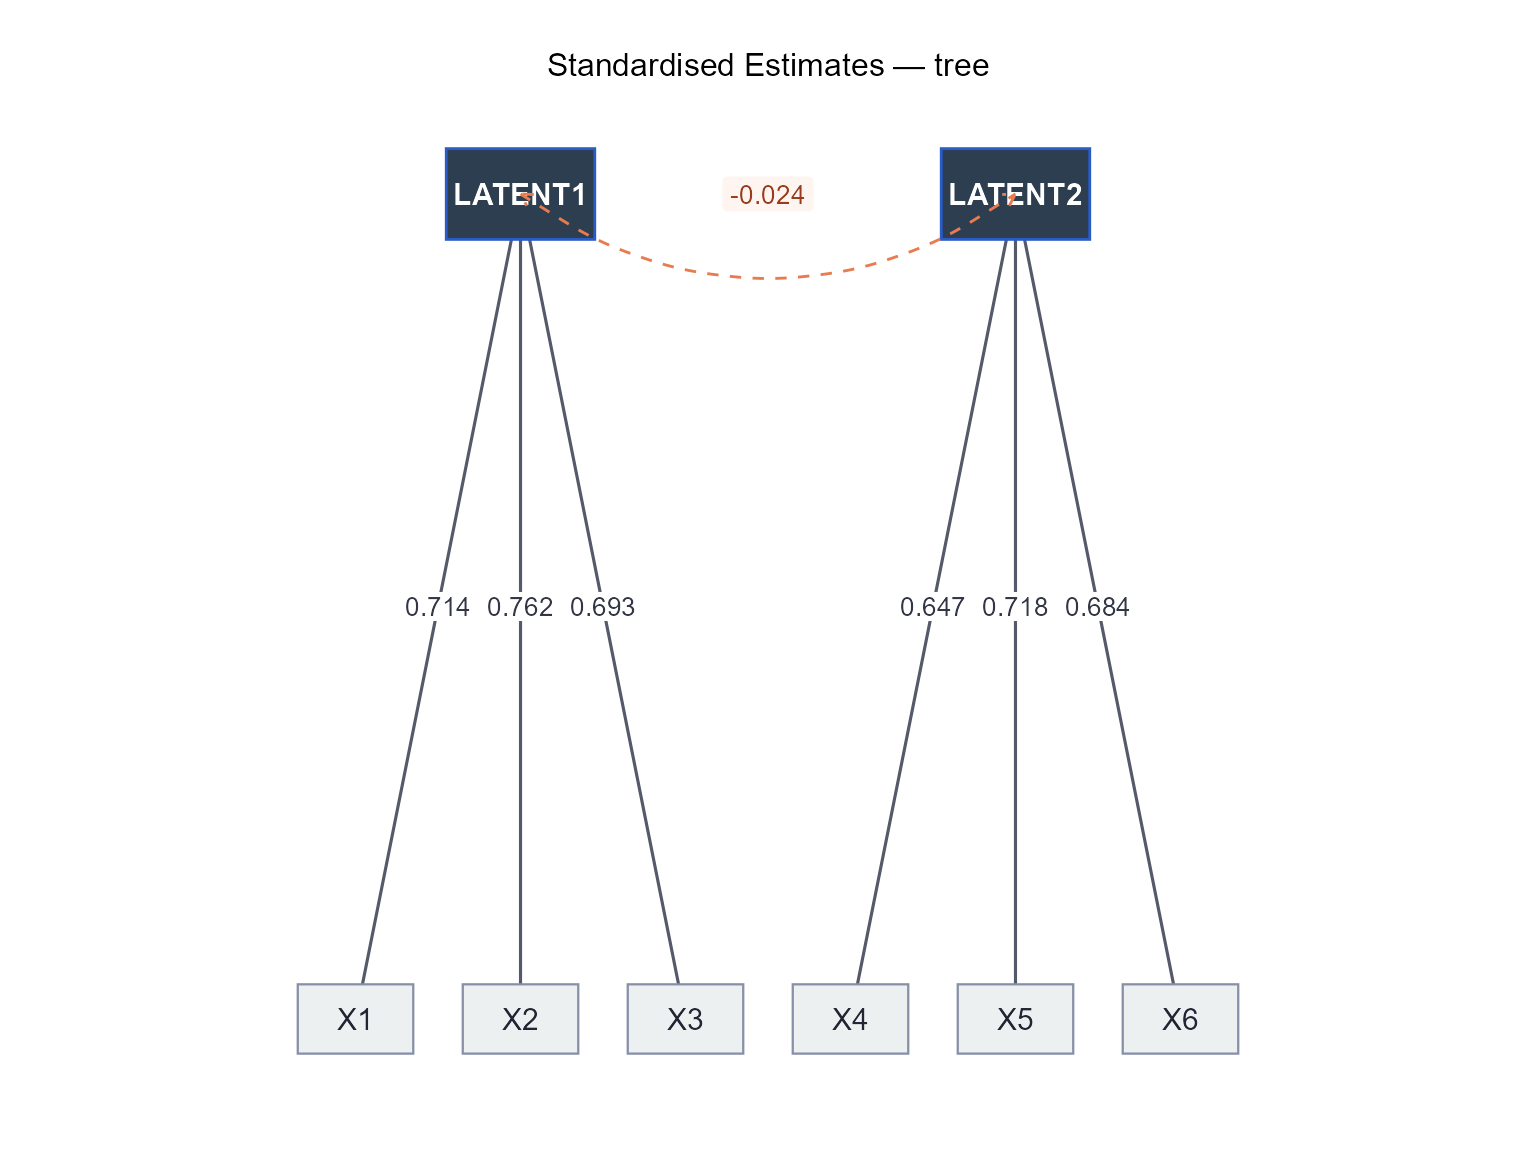 Standardised Estimates — tree
LATENT1 -0.024 LATENT2
0.714 0.762 0.693 0.647 0.718 0.684
X1 X2 X3 X4 X5 X6